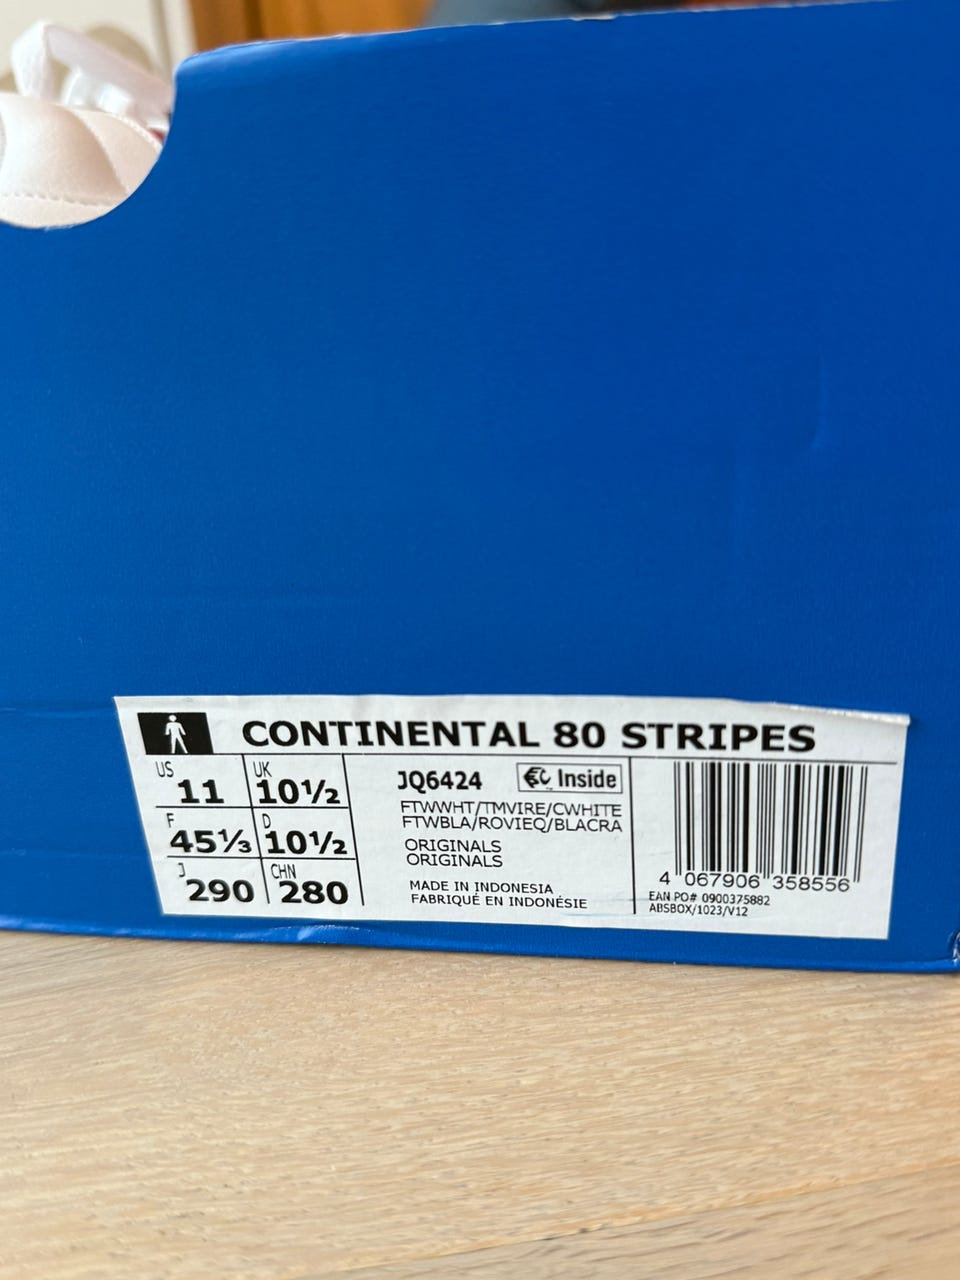 CONTINENTAL 80 STRIPES
US 11 UK 10½
F 45⅓ D 10½
J 290 CHN 280
JQ6424 Inside
FTWWHT/TMVIRE/CWHITE
FTWBLA/ROVIEQ/BLACRA
ORIGINALS
ORIGINALS
MADE IN INDONESIA
FABRIQUÉ EN INDONÉSIE
4 067906 358556
EAN PO# 0900375882
ABSBOX/1023/V12